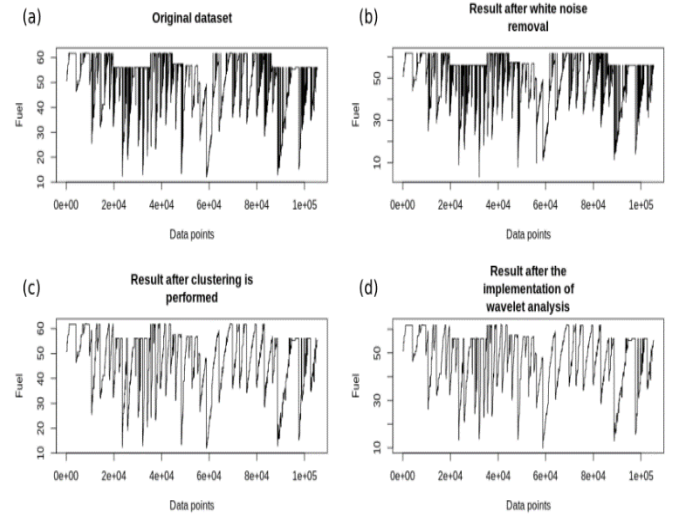 (a)
Original dataset
Fuel
60
50
40
30
20
10
0e+00
2e+04
4e+04
6e+04
8e+04
1e+05
Data points
(b)
Result after white noise
removal
Fuel
50
30
10
0e+00
2e+04
4e+04
6e+04
8e+04
1e+05
Data points
(c)
Result after clustering is
performed
Fuel
60
50
40
30
20
10
0e+00
2e+04
4e+04
6e+04
8e+04
1e+05
Data points
(d)
Result after the
implementation of
wavelet analysis
Fuel
50
30
10
0e+00
2e+04
4e+04
6e+04
8e+04
1e+05
Data points